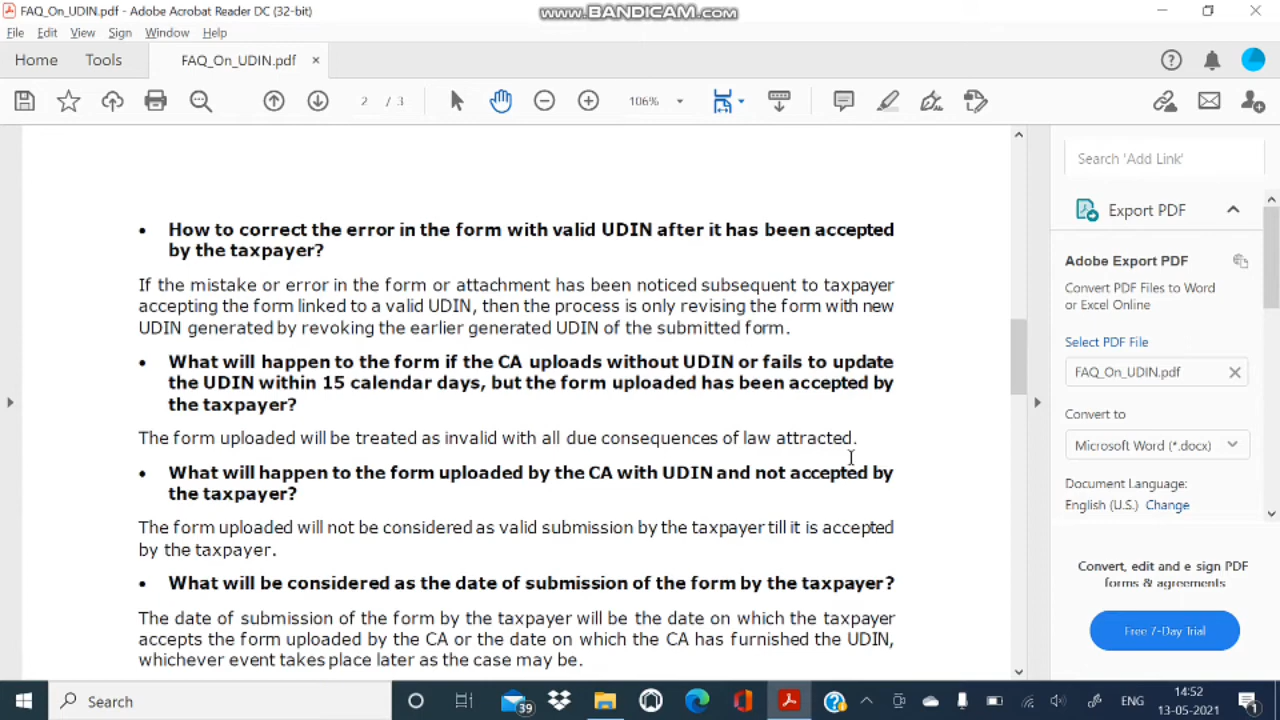 FAQ_On_UDIN.pdf - Adobe Acrobat Reader DC (32-bit)
www.BANDICAM.com
File Edit View Sign Window Help
Home Tools FAQ_On_UDIN.pdf ×
2 / 3 106%
Search 'Add Link'
Export PDF
Adobe Export PDF
Convert PDF Files to Word
or Excel Online
Select PDF File
FAQ_On_UDIN.pdf
Convert to
Microsoft Word (*.docx)
Document Language:
English (U.S.) Change
Convert, edit and e sign PDF
forms & agreements
Free 7-Day Trial
• How to correct the error in the form with valid UDIN after it has been accepted
by the taxpayer?
If the mistake or error in the form or attachment has been noticed subsequent to taxpayer
accepting the form linked to a valid UDIN, then the process is only revising the form with new
UDIN generated by revoking the earlier generated UDIN of the submitted form.
• What will happen to the form if the CA uploads without UDIN or fails to update
the UDIN within 15 calendar days, but the form uploaded has been accepted by
the taxpayer?
The form uploaded will be treated as invalid with all due consequences of law attracted.
• What will happen to the form uploaded by the CA with UDIN and not accepted by
the taxpayer?
The form uploaded will not be considered as valid submission by the taxpayer till it is accepted
by the taxpayer.
• What will be considered as the date of submission of the form by the taxpayer?
The date of submission of the form by the taxpayer will be the date on which the taxpayer
accepts the form uploaded by the CA or the date on which the CA has furnished the UDIN,
whichever event takes place later as the case may be.
Search
39
ENG
14:52
13-05-2021
1